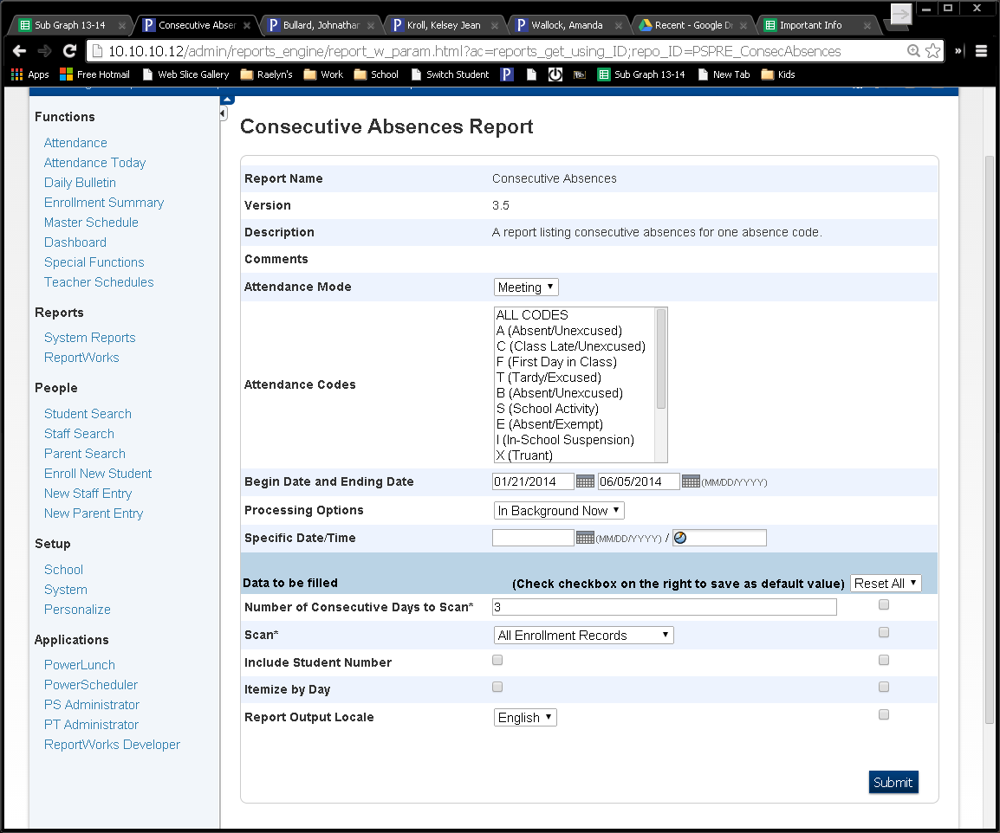 Sub Graph 13-14
Consecutive Abser
Bullard, Johnathar
Kroll, Kelsey Jean
Wallock, Amanda
Recent - Google Dr
Important Info
10.10.10.12/admin/reports_engine/report_w_param.html?ac=reports_get_using_ID;repo_ID=PSPRE_ConsecAbsences
Apps
Free Hotmail
Web Slice Gallery
Raelyn's
Work
School
Switch Student
Sub Graph 13-14
New Tab
Kids
Functions
Attendance
Attendance Today
Daily Bulletin
Enrollment Summary
Master Schedule
Dashboard
Special Functions
Teacher Schedules
Reports
System Reports
ReportWorks
People
Student Search
Staff Search
Parent Search
Enroll New Student
New Staff Entry
New Parent Entry
Setup
School
System
Personalize
Applications
PowerLunch
PowerScheduler
PS Administrator
PT Administrator
ReportWorks Developer
Consecutive Absences Report
Report Name Consecutive Absences
Version 3.5
Description A report listing consecutive absences for one absence code.
Comments
Attendance Mode Meeting
Attendance Codes
ALL CODES
A (Absent/Unexcused)
C (Class Late/Unexcused)
F (First Day in Class)
T (Tardy/Excused)
B (Absent/Unexcused)
S (School Activity)
E (Absent/Exempt)
I (In-School Suspension)
X (Truant)
Begin Date and Ending Date 01/21/2014 06/05/2014 (MM/DD/YYYY)
Processing Options In Background Now
Specific Date/Time (MM/DD/YYYY) /
Data to be filled (Check checkbox on the right to save as default value) Reset All
Number of Consecutive Days to Scan* 3
Scan* All Enrollment Records
Include Student Number
Itemize by Day
Report Output Locale English
Submit